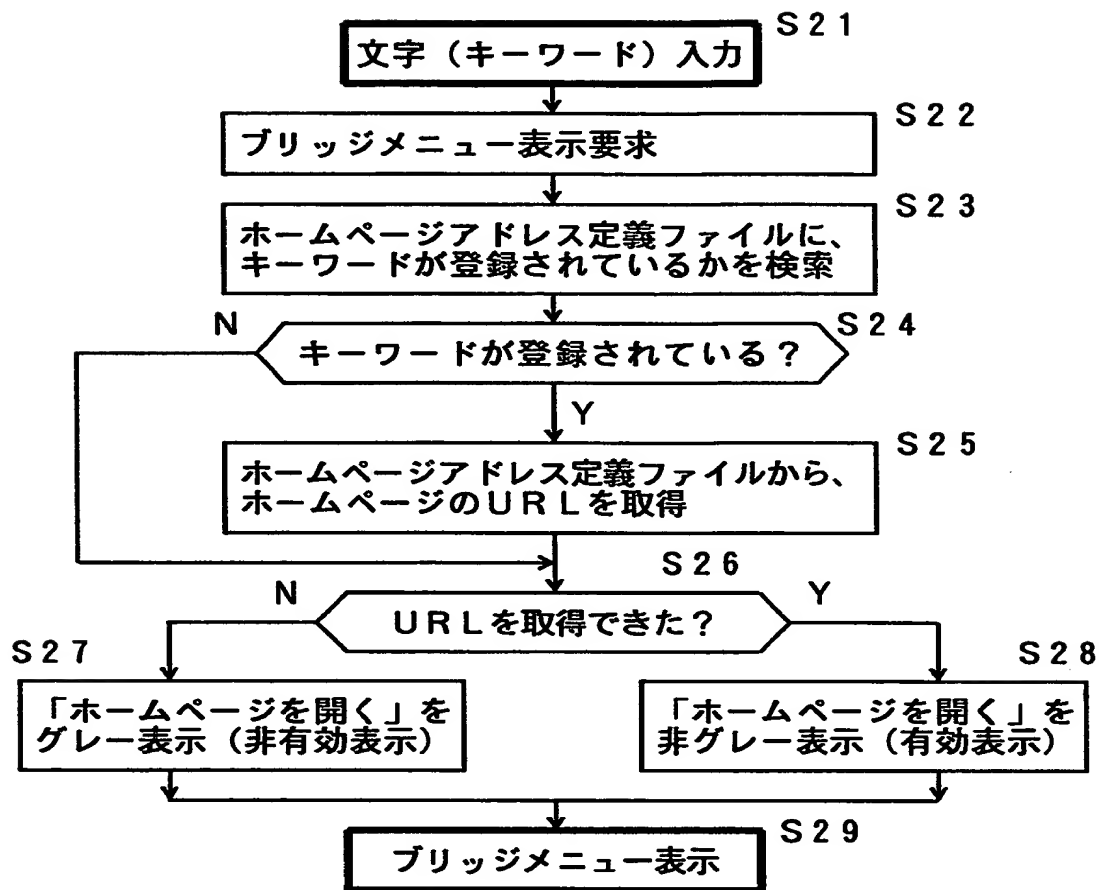 S21
文字(キーワード)入力
S22
ブリッジメニュー表示要求
S23
ホームページアドレス定義ファイルに、
キーワードが登録されているかを検索
N
S24
キーワードが登録されている?
Y
S25
ホームページアドレス定義ファイルから、
ホームページのURLを取得
S26
N
Y
URLを取得できた?
S27
S28
「ホームページを開く」を
グレー表示(非有効表示)
「ホームページを開く」を
非グレー表示(有効表示)
S29
ブリッジメニュー表示